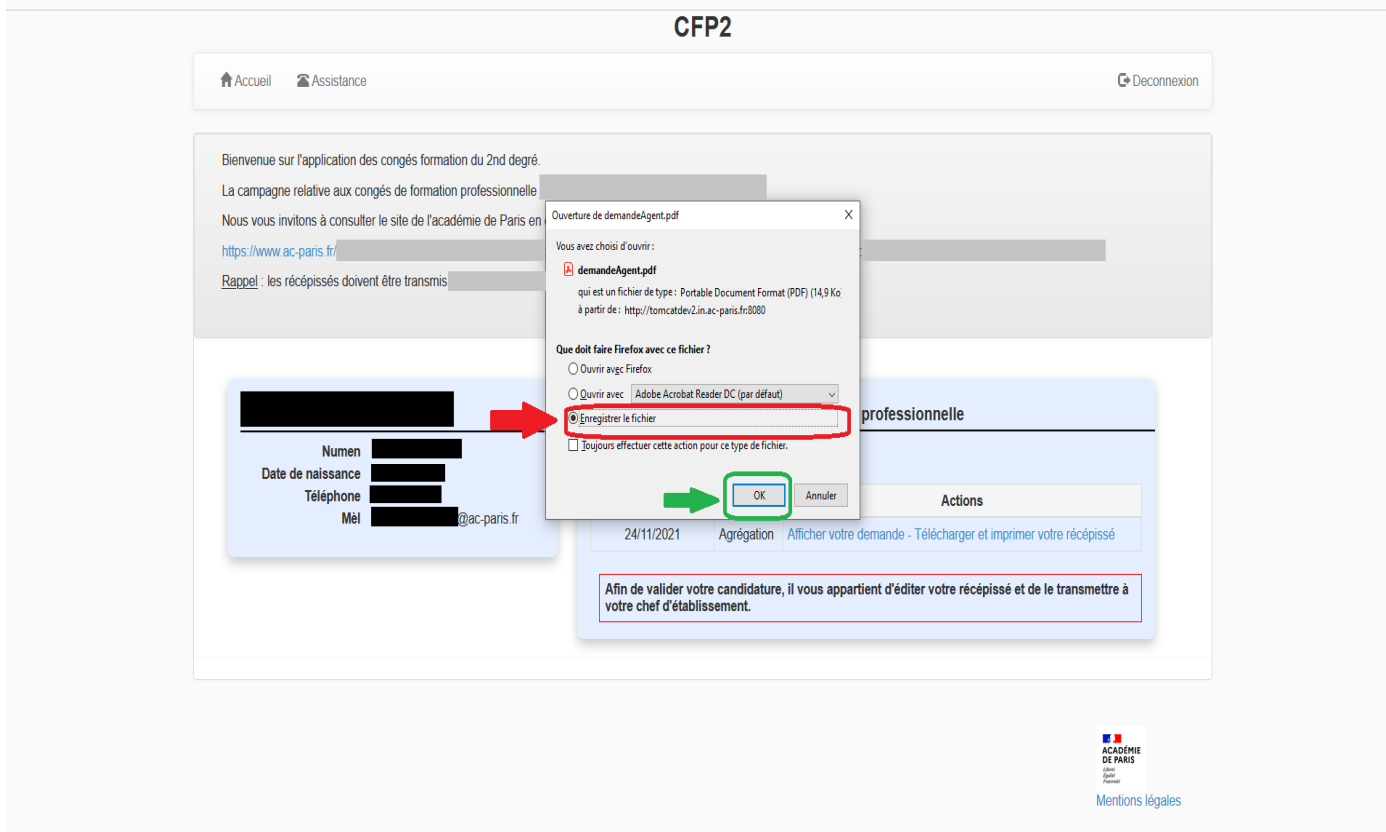 CFP2
Accueil
Assistance
Deconnexion
Bienvenue sur l'application des congés formation du 2nd degré.
La campagne relative aux congés de formation professionnelle
Nous vous invitons à consulter le site de l'académie de Paris en
https://www.ac-paris.fr/
:
Rappel : les récépissés doivent être transmis
Ouverture de demandeAgent.pdf
X
Vous avez choisi d'ouvrir :
demandeAgent.pdf
qui est un fichier de type : Portable Document Format (PDF) (14,9 Ko
à partir de : http://tomcatdev2.in.ac-paris.fr:8080
Que doit faire Firefox avec ce fichier ?
Ouvrir avec Firefox
Ouvrir avec Adobe Acrobat Reader DC (par défaut)
Enregistrer le fichier
Toujours effectuer cette action pour ce type de fichier.
OK
Annuler
Numen
Date de naissance
Téléphone
Mèl @ac-paris.fr
professionnelle
Actions
24/11/2021 Agrégation Afficher votre demande - Télécharger et imprimer votre récépissé
Afin de valider votre candidature, il vous appartient d'éditer votre récépissé et de le transmettre à
votre chef d'établissement.
ACADÉMIE
DE PARIS
Liberté
Égalité
Fraternité
Mentions légales